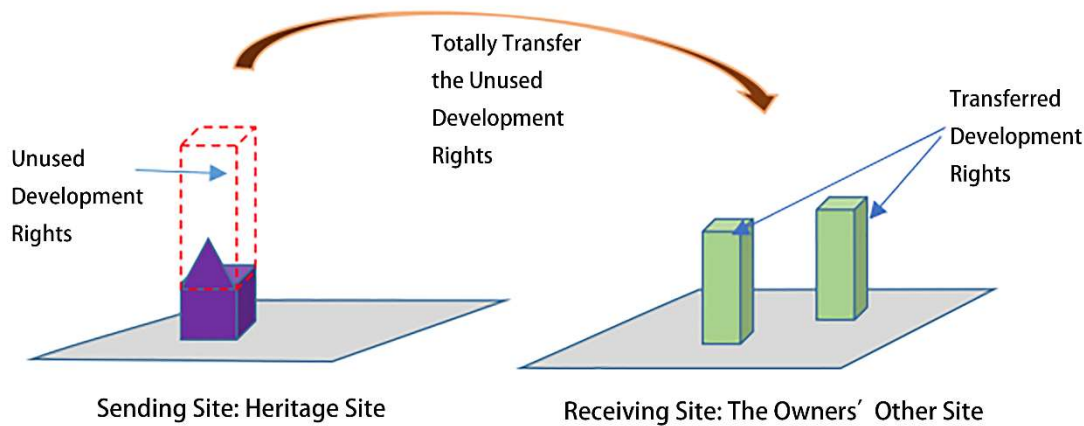 Totally Transfer
the Unused
Development
Rights
Transferred
Development
Rights
Unused
Development
Rights
Sending Site: Heritage Site
Receiving Site: The Owners′ Other Site